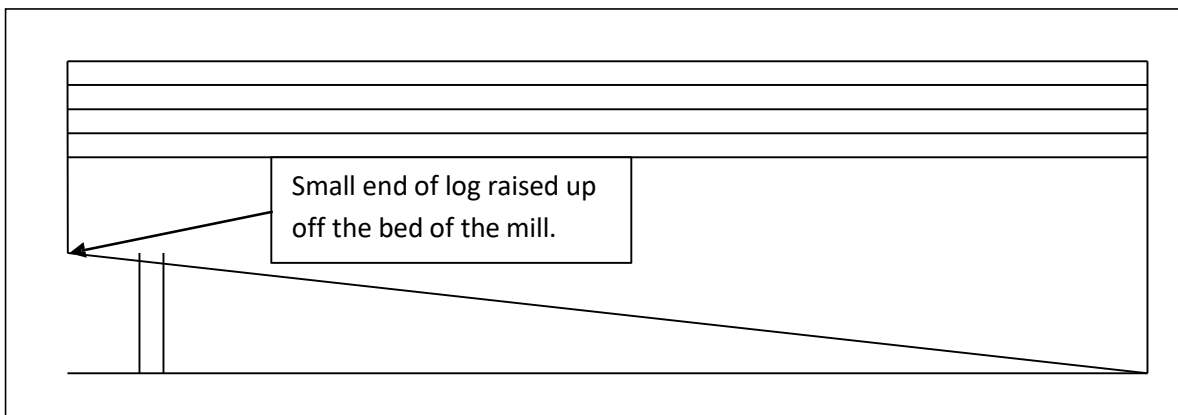 Small end of log raised up
off the bed of the mill.